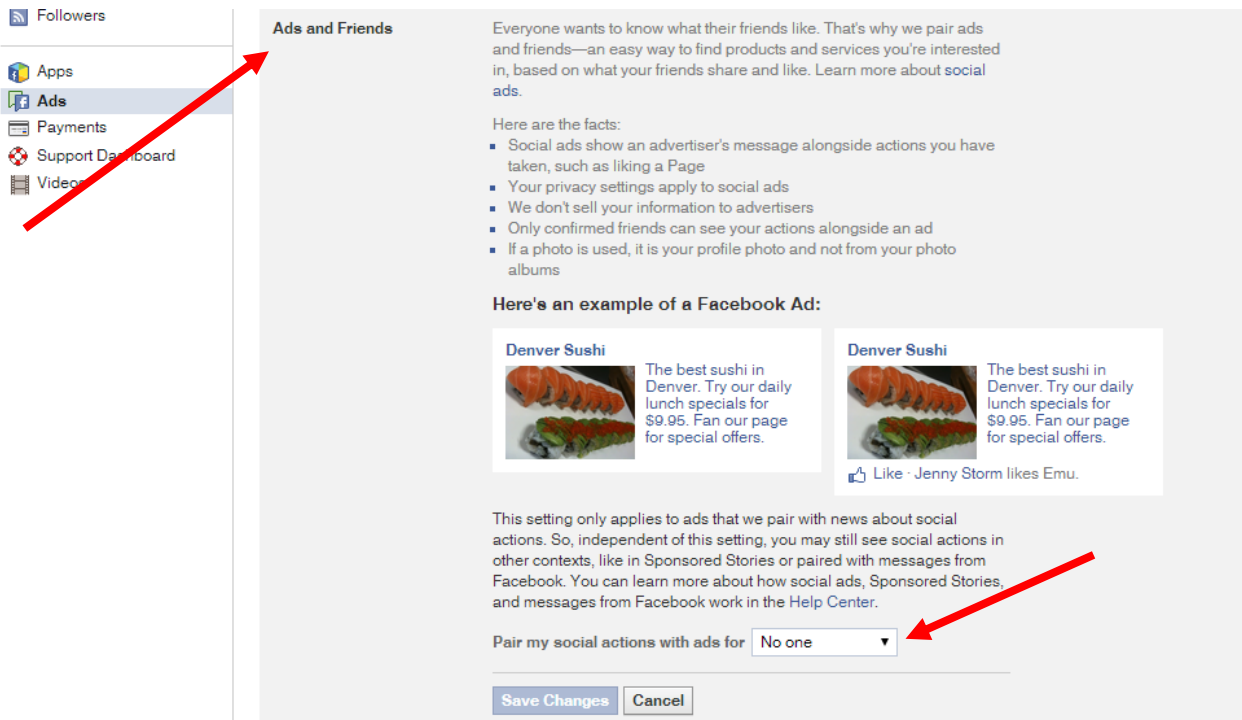 Followers
Apps
Ads
Payments
Support Dashboard
Videos
Ads and Friends
Everyone wants to know what their friends like. That's why we pair ads
and friends—an easy way to find products and services you're interested
in, based on what your friends share and like. Learn more about social
ads.
Here are the facts:
Social ads show an advertiser's message alongside actions you have
taken, such as liking a Page
Your privacy settings apply to social ads
We don't sell your information to advertisers
Only confirmed friends can see your actions alongside an ad
If a photo is used, it is your profile photo and not from your photo
albums
Here's an example of a Facebook Ad:
Denver Sushi
The best sushi in
Denver. Try our daily
lunch specials for
$9.95. Fan our page
for special offers.
Denver Sushi
The best sushi in
Denver. Try our daily
lunch specials for
$9.95. Fan our page
for special offers.
Like · Jenny Storm likes Emu.
This setting only applies to ads that we pair with news about social
actions. So, independent of this setting, you may still see social actions in
other contexts, like in Sponsored Stories or paired with messages from
Facebook. You can learn more about how social ads, Sponsored Stories,
and messages from Facebook work in the Help Center.
Pair my social actions with ads for No one
Save Changes Cancel